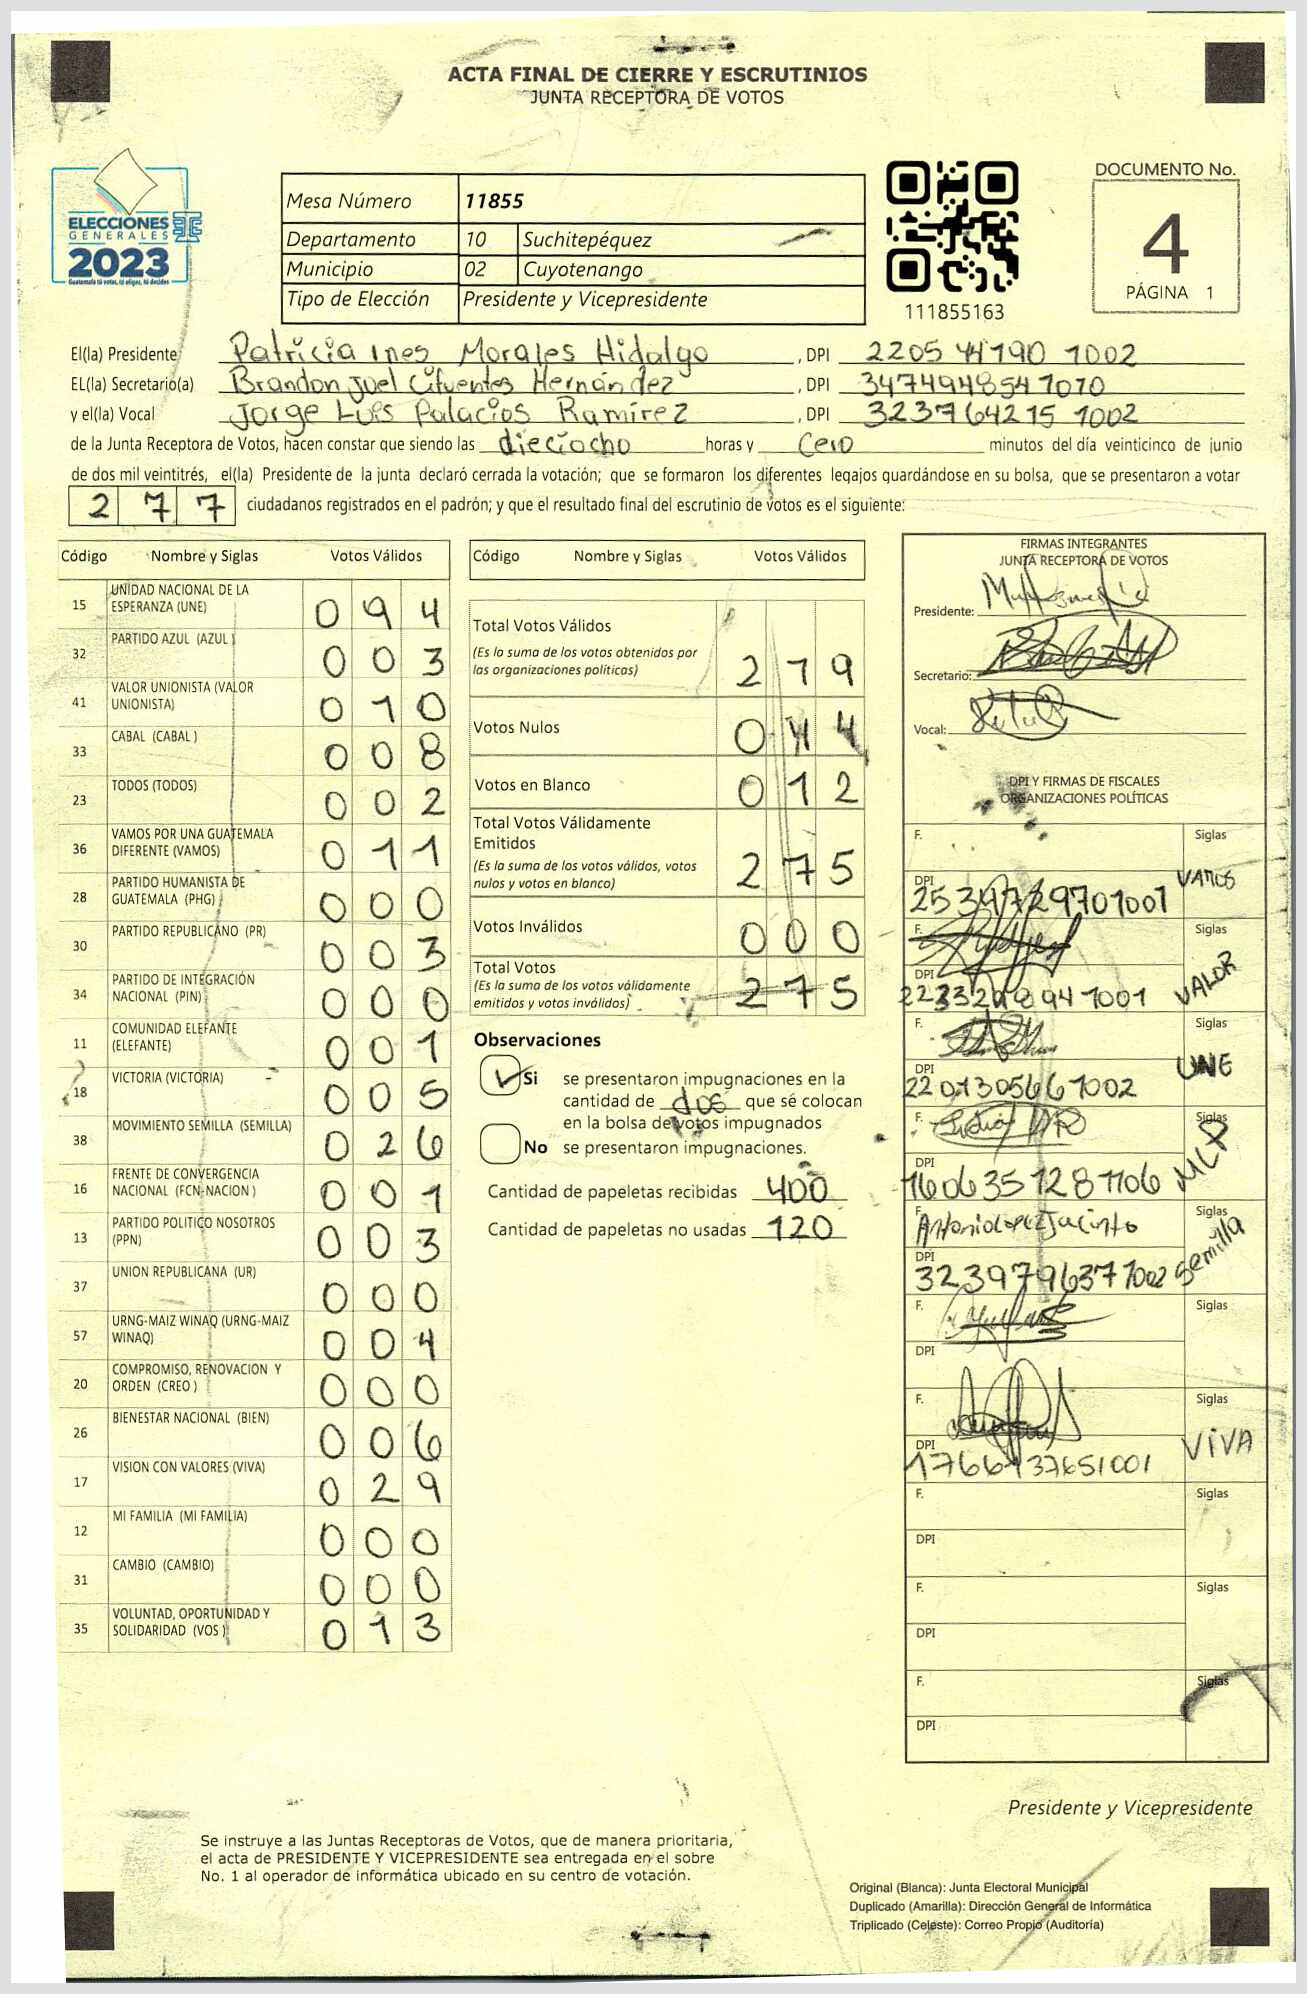 ACTA FINAL DE CIERRE Y ESCRUTINIOS
JUNTA RECEPTORA DE VOTOS
ELECCIONES
GENERALES
2023
Guatemala tú votas, tú eliges, tú decides
Mesa Número 11855
Departamento 10 Suchitepéquez
Municipio 02 Cuyotenango
Tipo de Elección Presidente y Vicepresidente
111855163
DOCUMENTO No.
4
PÁGINA 1
El(la) Presidente Patricia Ines Morales Hidalgo , DPI 2205 44190 1002
EL(la) Secretario(a) Brandon Juel Cifuentes Hernández , DPI 3474948541010
y el(la) Vocal Jorge Luis Palacios Ramírez , DPI 323764215 1002
de la Junta Receptora de Votos, hacen constar que siendo las dieciocho horas y cero minutos del día veinticinco de junio
de dos mil veintitrés, el(la) Presidente de la junta declaró cerrada la votación; que se formaron los diferentes legajos guardándose en su bolsa, que se presentaron a votar
2 7 7 ciudadanos registrados en el padrón; y que el resultado final del escrutinio de votos es el siguiente:
Código Nombre y Siglas Votos Válidos
15 UNIDAD NACIONAL DE LA ESPERANZA (UNE) 0 9 4
32 PARTIDO AZUL (AZUL) 0 0 3
41 VALOR UNIONISTA (VALOR UNIONISTA) 0 1 0
33 CABAL (CABAL ) 0 0 8
23 TODOS (TODOS) 0 0 2
36 VAMOS POR UNA GUATEMALA DIFERENTE (VAMOS) 0 1 1
28 PARTIDO HUMANISTA DE GUATEMALA (PHG) 0 0 0
30 PARTIDO REPUBLICANO (PR) 0 0 3
34 PARTIDO DE INTEGRACIÓN NACIONAL (PIN) 0 0 0
11 COMUNIDAD ELEFANTE (ELEFANTE) 0 0 1
18 VICTORIA (VICTORIA) 0 0 5
38 MOVIMIENTO SEMILLA (SEMILLA) 0 2 6
16 FRENTE DE CONVERGENCIA NACIONAL (FCN-NACION ) 0 0 1
13 PARTIDO POLITICO NOSOTROS (PPN) 0 0 3
37 UNION REPUBLICANA (UR) 0 0 0
57 URNG-MAIZ WINAQ (URNG-MAIZ WINAQ) 0 0 4
20 COMPROMISO, RENOVACION Y ORDEN (CREO ) 0 0 0
26 BIENESTAR NACIONAL (BIEN) 0 0 6
17 VISION CON VALORES (VIVA) 0 2 9
12 MI FAMILIA (MI FAMILIA) 0 0 0
31 CAMBIO (CAMBIO) 0 0 0
35 VOLUNTAD, OPORTUNIDAD Y SOLIDARIDAD (VOS ) 0 1 3
Código Nombre y Siglas Votos Válidos
Total Votos Válidos
(Es la suma de los votos obtenidos por
las organizaciones políticas) 2 1 9
Votos Nulos 0 4 4
Votos en Blanco 0 1 2
Total Votos Válidamente
Emitidos
(Es la suma de los votos válidos, votos
nulos y votos en blanco) 2 7 5
Votos Inválidos 0 0 0
Total Votos
(Es la suma de los votos válidamente
emitidos y votos inválidos) 2 7 5
Observaciones
Si se presentaron impugnaciones en la
cantidad de dos que sé colocan
en la bolsa de votos impugnados
No se presentaron impugnaciones.
Cantidad de papeletas recibidas 400
Cantidad de papeletas no usadas 120
FIRMAS INTEGRANTES
JUNTA RECEPTORA DE VOTOS
Presidente:
Secretario:
Vocal:
DPI Y FIRMAS DE FISCALES
ORGANIZACIONES POLÍTICAS
F. Siglas
DPI VAMOS
F. Siglas
DPI VALOR
F. Siglas
DPI 2201305661002 UNE
F. Siglas
DPI 1606351281106 MLP
F. Antonio Lopez Jacinto Siglas
DPI 3239796371002 Semilla
F. Siglas
DPI
F. Siglas
DPI 1766137651001 VIVA
F. Siglas
DPI
F. Siglas
DPI
F. Siglas
DPI
Presidente y Vicepresidente
Se instruye a las Juntas Receptoras de Votos, que de manera prioritaria,
el acta de PRESIDENTE Y VICEPRESIDENTE sea entregada en el sobre
No. 1 al operador de informática ubicado en su centro de votación.
Original (Blanca): Junta Electoral Municipal
Duplicado (Amarilla): Dirección General de Informática
Triplicado (Celeste): Correo Propio (Auditoría)